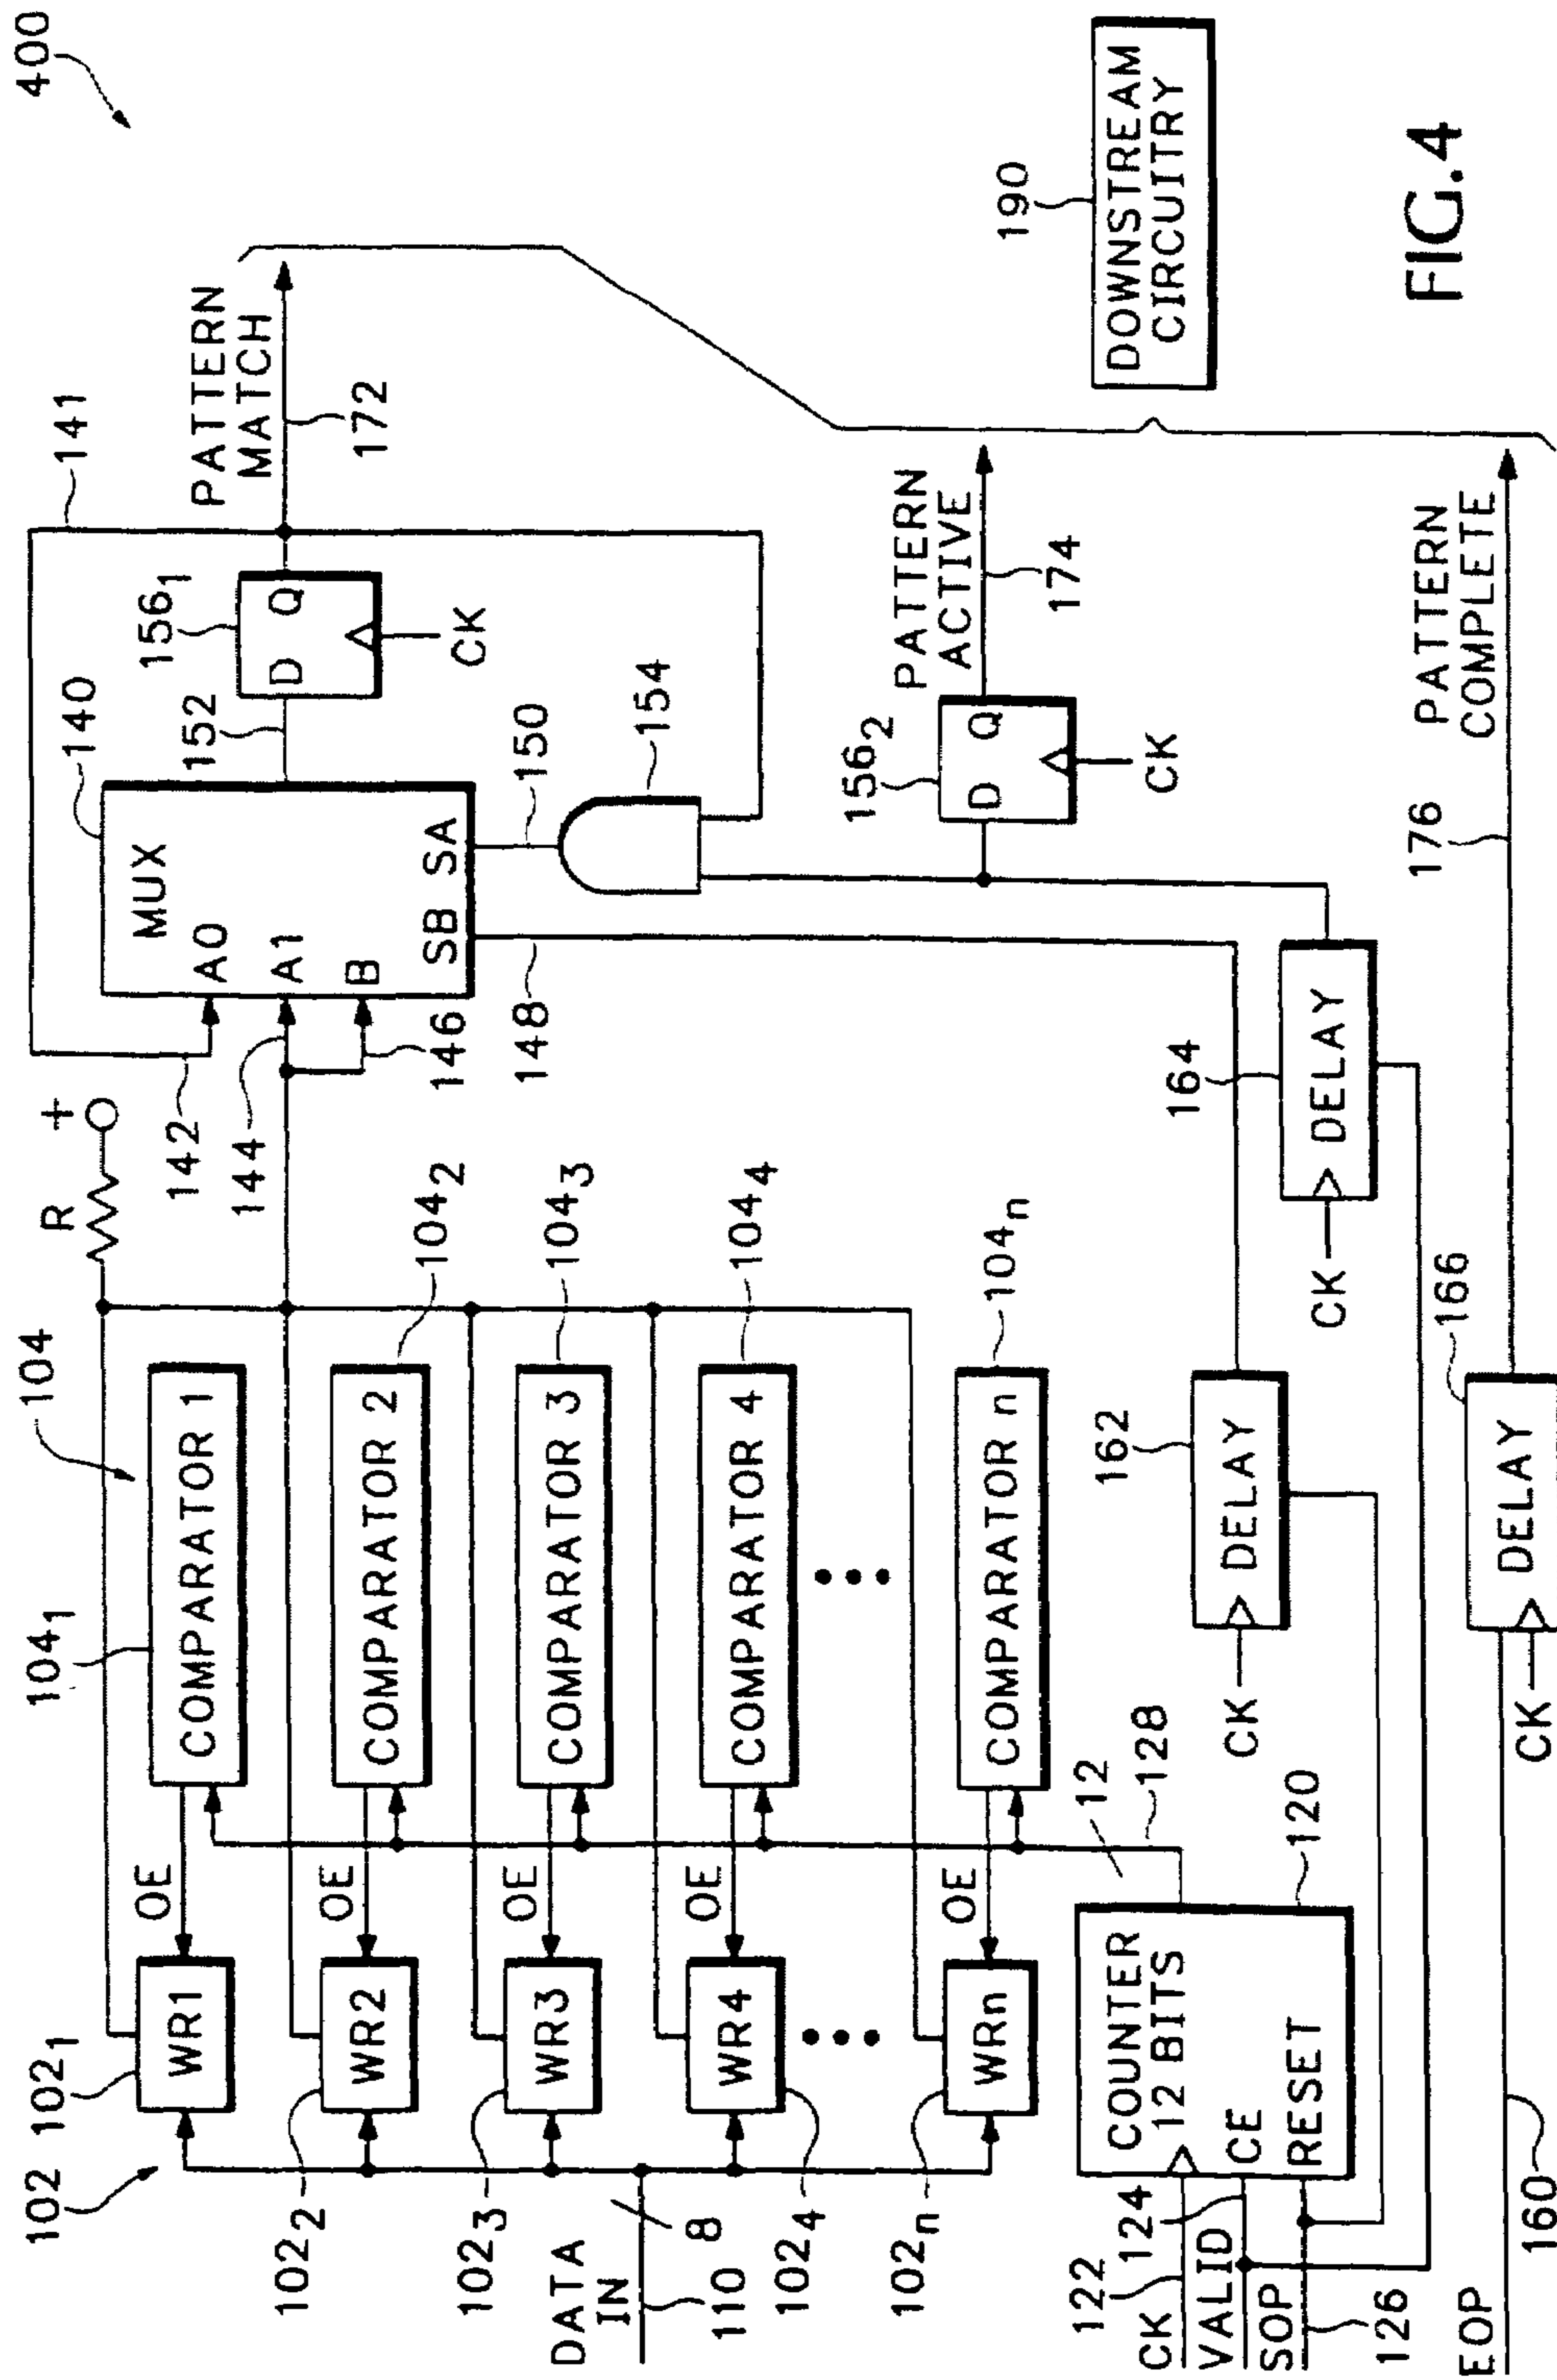 400
102
102₁
WR1
OE
104₁
COMPARATOR 1
104
R
+
142
144
146
148
140
MUX
A0
A1
B
SB SA
152
156₁
D Q
CK
141
PATTERN
MATCH
172
150
154
102₂
WR2
OE
COMPARATOR 2
104₂
102₃
WR3
OE
COMPARATOR 3
104₃
DATA
IN
110
8
102₄
WR4
OE
COMPARATOR 4
104₄
102ₙ
WRn
OE
COMPARATOR n
104ₙ
12
128
156₂
D Q
CK
PATTERN
ACTIVE
174
190
DOWNSTREAM
CIRCUITRY
CK
122
VALID
124
SOP
126
COUNTER
12 BITS
CE
RESET
120
12
162
CK
DELAY
164
CK
DELAY
EOP
160
CK
DELAY
166
176
PATTERN
COMPLETE
FIG.4